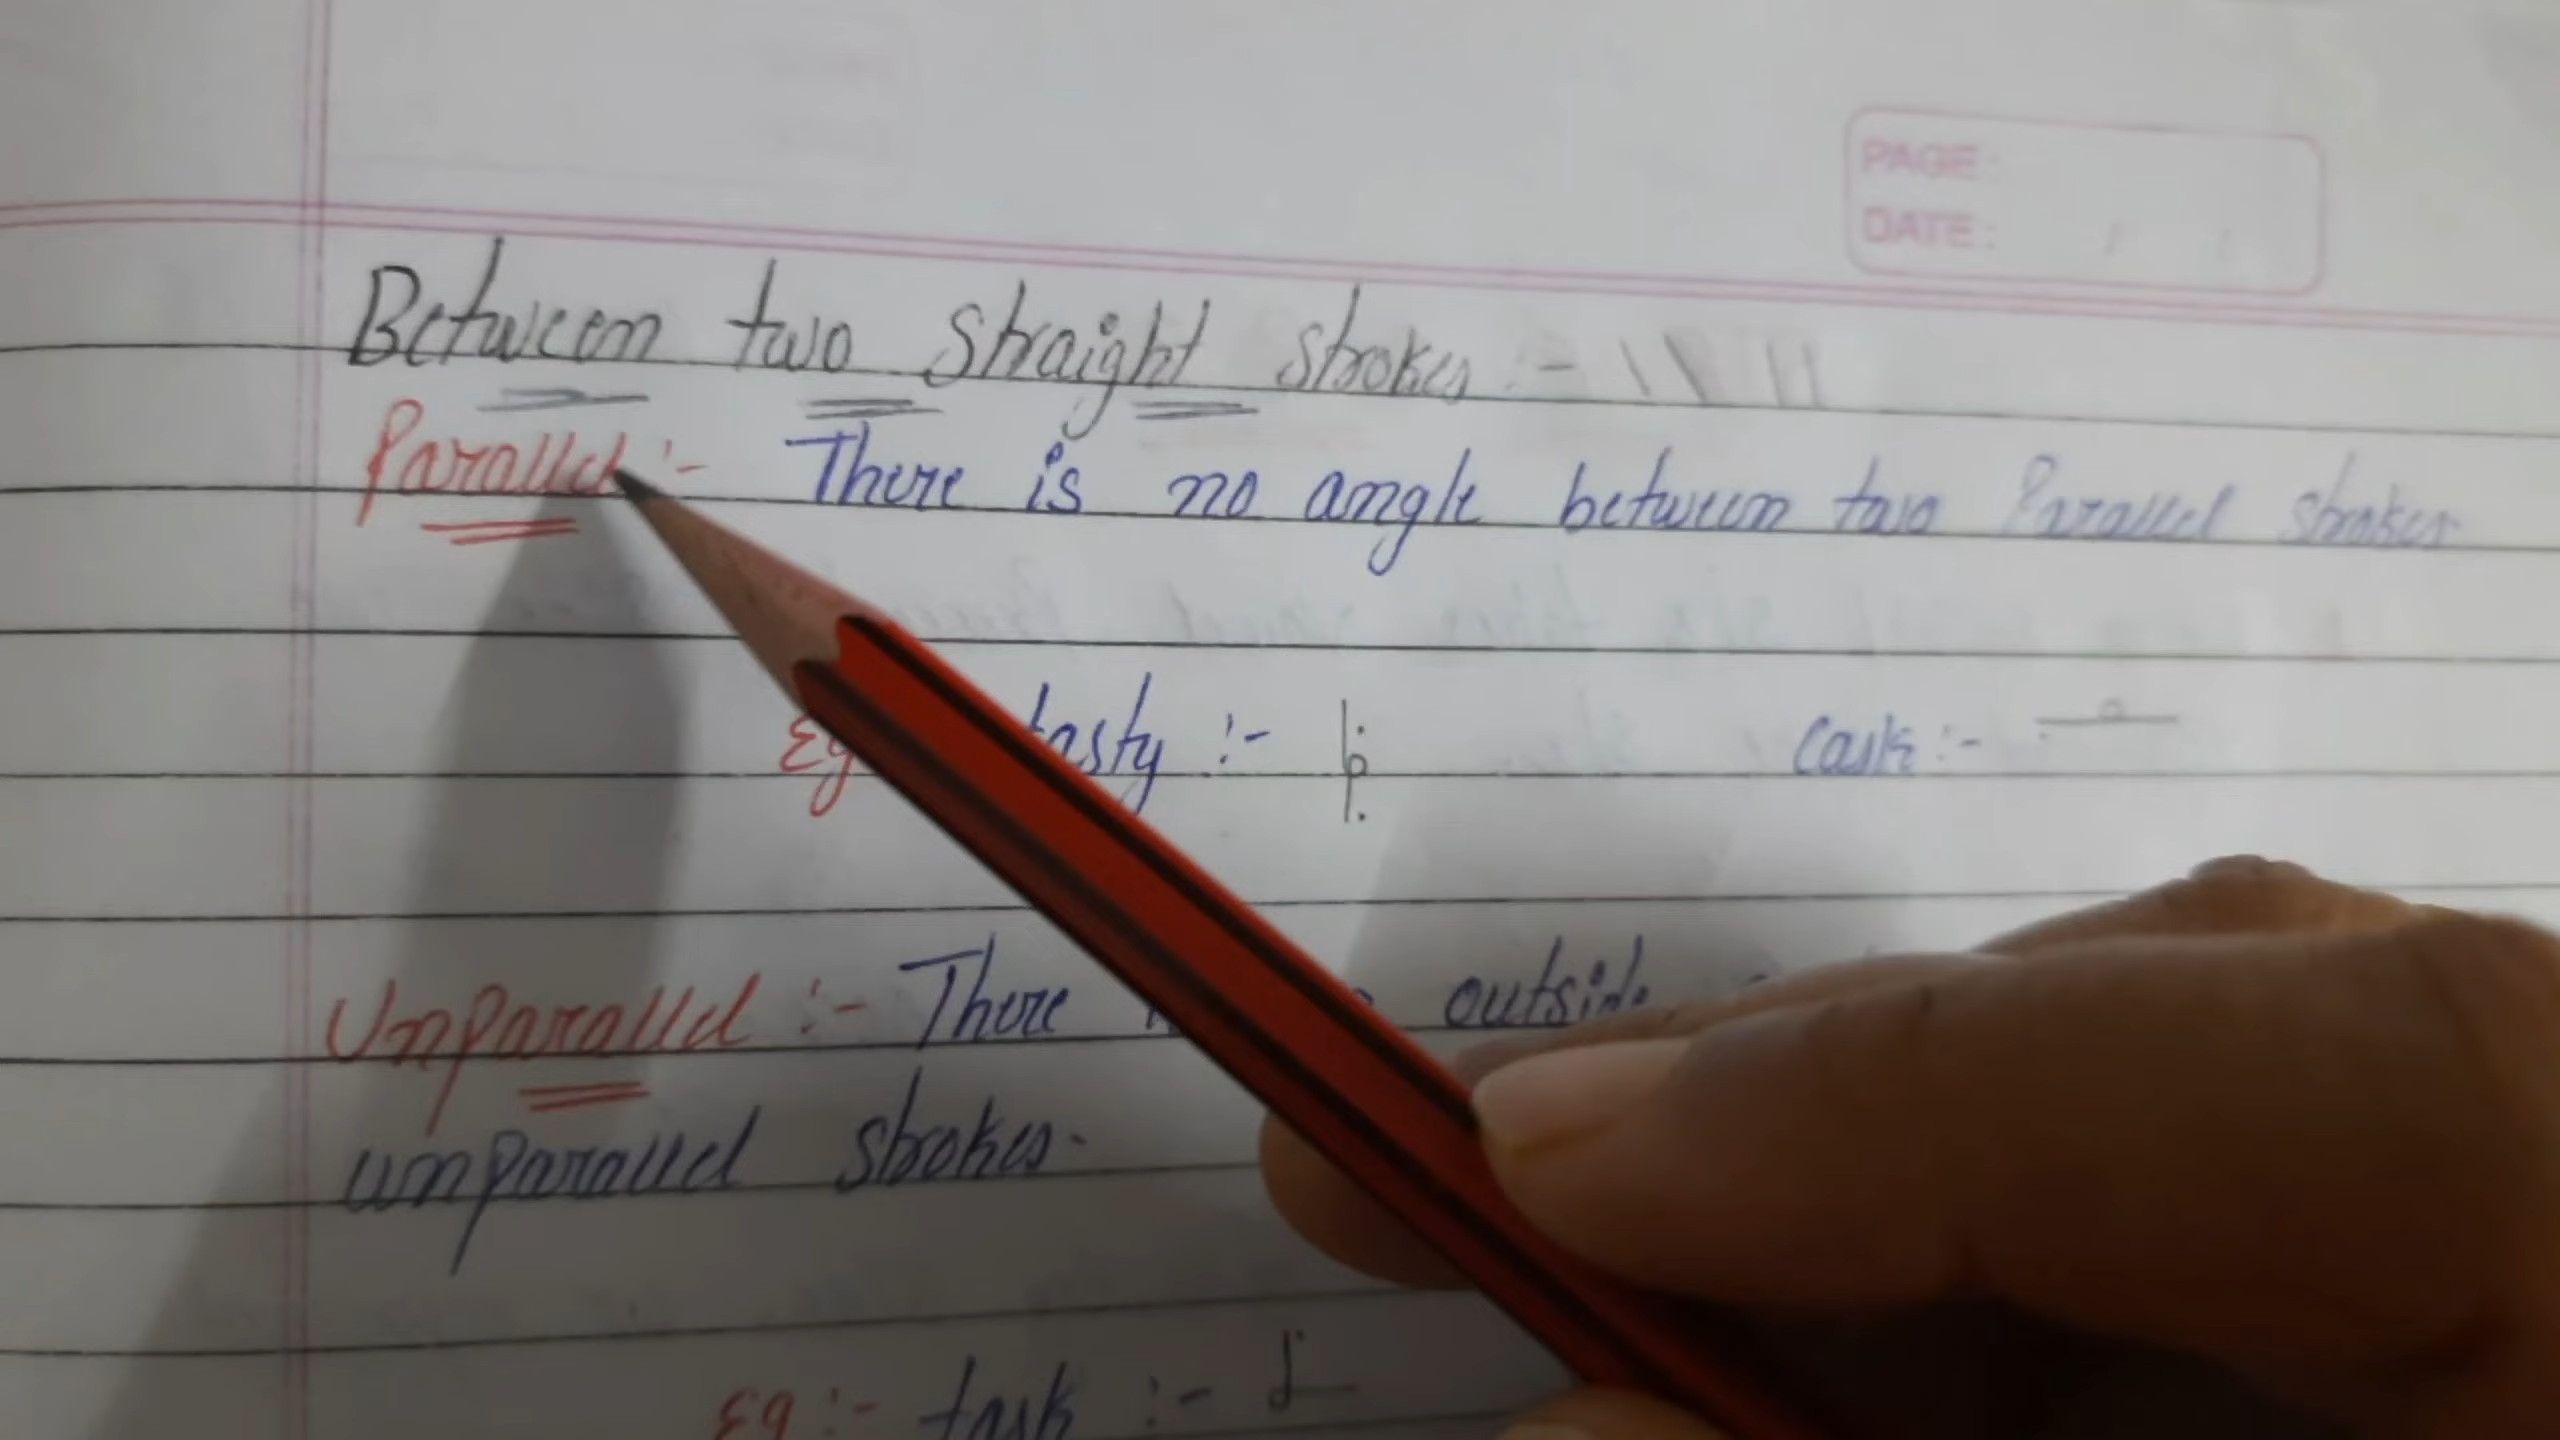 PAGE:
DATE: / /
Between two straight strokes :- \ \ | |
Parallel :- There is no angle between two Parallel strokes
Eg tasty :- Cask :-
Unparallel :- There outside
unparallel strokes.
Eg :- task :-